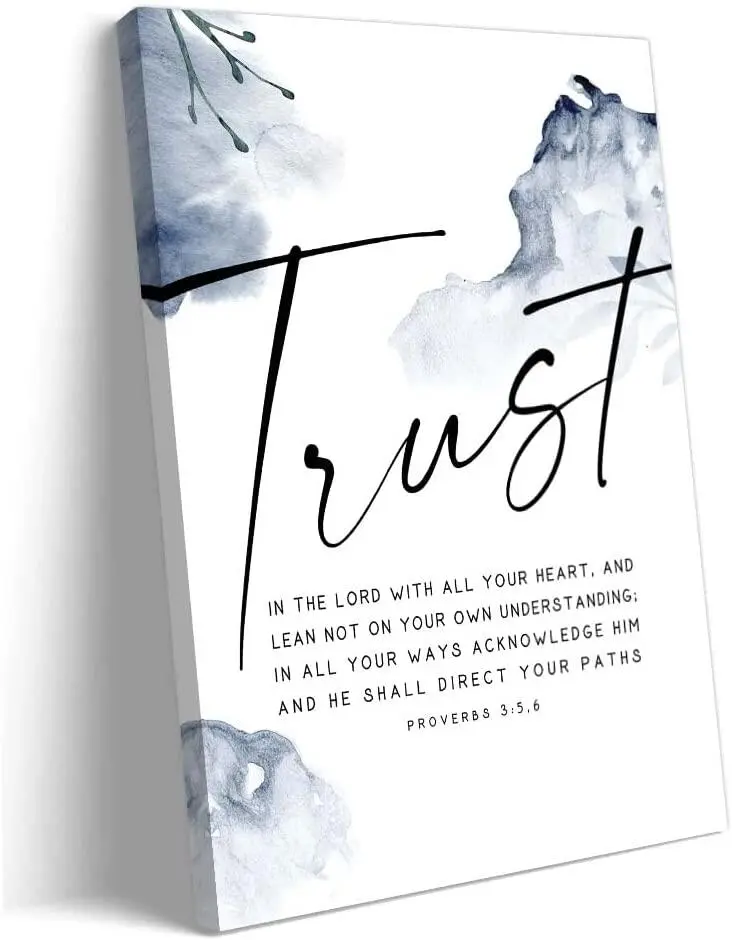 Trust
IN THE LORD WITH ALL YOUR HEART, AND
LEAN NOT ON YOUR OWN UNDERSTANDING;
IN ALL YOUR WAYS ACKNOWLEDGE HIM
AND HE SHALL DIRECT YOUR PATHS
PROVERBS 3:5,6